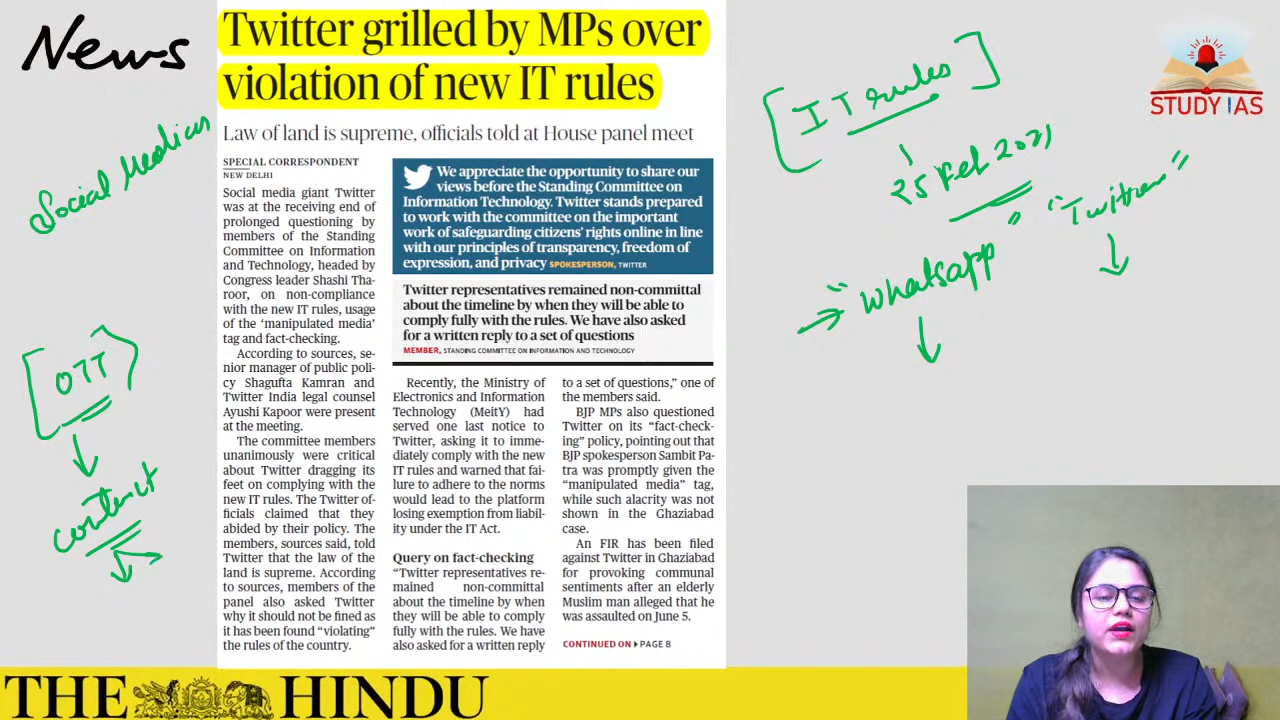 News
Social Medias
[OTT]
content
Twitter grilled by MPs over
violation of new IT rules
Law of land is supreme, officials told at House panel meet
SPECIAL CORRESPONDENT
NEW DELHI
Social media giant Twitter
was at the receiving end of
prolonged questioning by
members of the Standing
Committee on Information
and Technology, headed by
Congress leader Shashi Tha-
roor, on non-compliance
with the new IT rules, usage
of the ‘manipulated media’
tag and fact-checking.
According to sources, se-
nior manager of public poli-
cy Shagufta Kamran and
Twitter India legal counsel
Ayushi Kapoor were present
at the meeting.
The committee members
unanimously were critical
about Twitter dragging its
feet on complying with the
new IT rules. The Twitter of-
ficials claimed that they
abided by their policy. The
members, sources said, told
Twitter that the law of the
land is supreme. According
to sources, members of the
panel also asked Twitter
why it should not be fined as
it has been found “violating”
the rules of the country.
We appreciate the opportunity to share our
views before the Standing Committee on
Information Technology. Twitter stands prepared
to work with the committee on the important
work of safeguarding citizens' rights online in line
with our principles of transparency, freedom of
expression, and privacy SPOKESPERSON, TWITTER
Twitter representatives remained non-committal
about the timeline by when they will be able to
comply fully with the rules. We have also asked
for a written reply to a set of questions
MEMBER, STANDING COMMITTEE ON INFORMATION AND TECHNOLOGY
Recently, the Ministry of
Electronics and Information
Technology (MeitY) had
served one last notice to
Twitter, asking it to imme-
diately comply with the new
IT rules and warned that fai-
lure to adhere to the norms
would lead to the platform
losing exemption from liabil-
ity under the IT Act.
Query on fact-checking
“Twitter representatives re-
mained non-committal
about the timeline by when
they will be able to comply
fully with the rules. We have
also asked for a written reply
to a set of questions,” one of
the members said.
BJP MPs also questioned
Twitter on its “fact-check-
ing” policy, pointing out that
BJP spokesperson Sambit Pa-
tra was promptly given the
“manipulated media” tag,
while such alacrity was not
shown in the Ghaziabad
case.
An FIR has been filed
against Twitter in Ghaziabad
for provoking communal
sentiments after an elderly
Muslim man alleged that he
was assaulted on June 5.
CONTINUED ON PAGE 8
[IT rules]
25 Feb 2021
“Whatsapp”
“Twitter”
STUDY IAS
THE HINDU